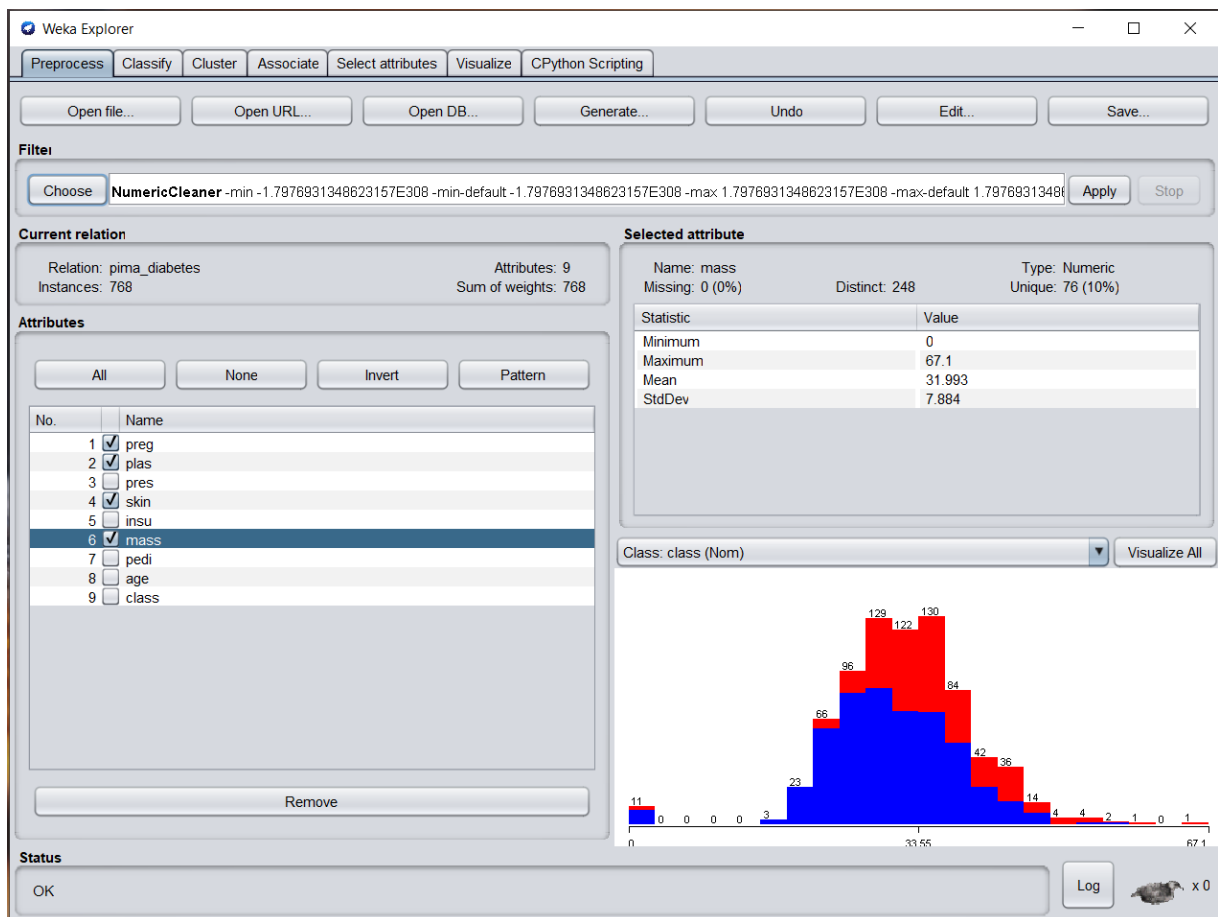 Weka Explorer
Preprocess Classify Cluster Associate Select attributes Visualize CPython Scripting
Open file... Open URL... Open DB... Generate... Undo Edit... Save...
Filter
Choose NumericCleaner -min -1.7976931348623157E308 -min-default -1.7976931348623157E308 -max 1.7976931348623157E308 -max-default 1.7976931348 Apply Stop
Current relation
Relation: pima_diabetes Attributes: 9
Instances: 768 Sum of weights: 768
Attributes
All None Invert Pattern
No. Name
1 preg
2 plas
3 pres
4 skin
5 insu
6 mass
7 pedi
8 age
9 class
Remove
Selected attribute
Name: mass Type: Numeric
Missing: 0 (0%) Distinct: 248 Unique: 76 (10%)
Statistic Value
Minimum 0
Maximum 67.1
Mean 31.993
StdDev 7.884
Class: class (Nom) Visualize All
11 0 0 0 0 3 23 66 96 129 122 130 84 42 36 14 4 4 2 1 0 1
0 33.55 67.1
Status
OK Log x 0